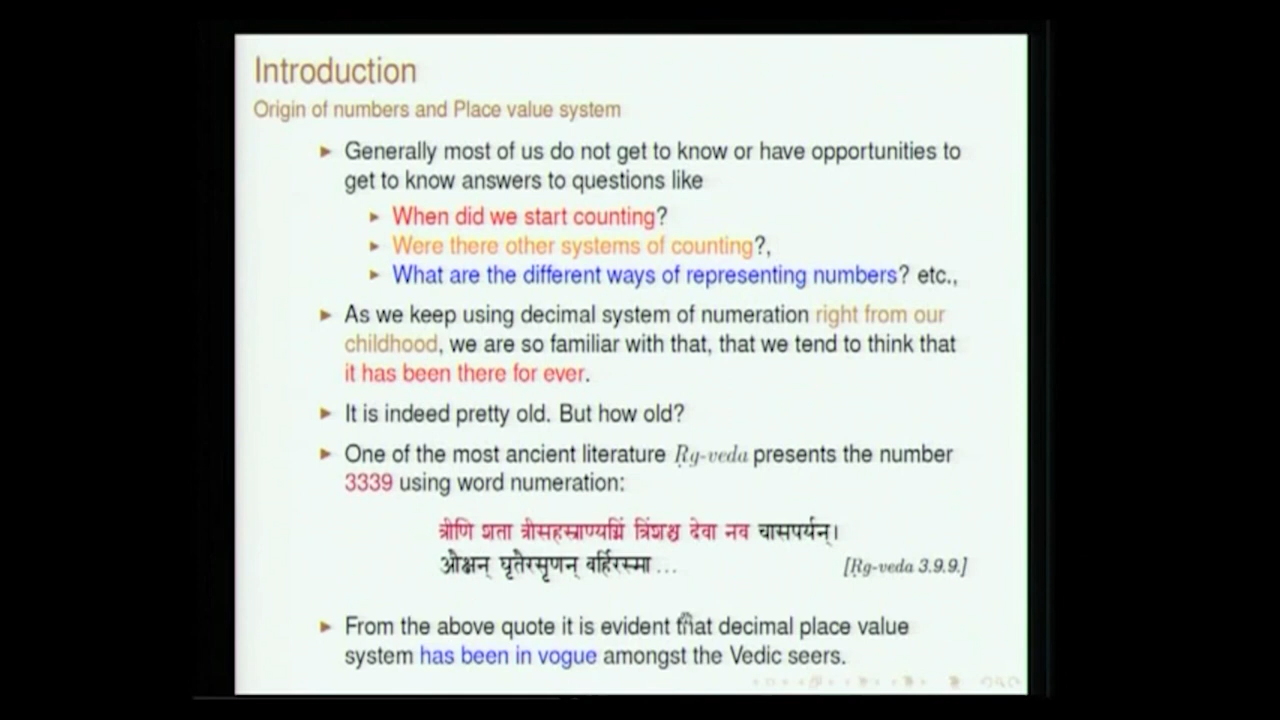 Introduction
Origin of numbers and Place value system
► Generally most of us do not get to know or have opportunities to
get to know answers to questions like
► When did we start counting?
► Were there other systems of counting?,
► What are the different ways of representing numbers? etc.,
► As we keep using decimal system of numeration right from our
childhood, we are so familiar with that, that we tend to think that
it has been there for ever.
► It is indeed pretty old. But how old?
► One of the most ancient literature Ṛg-veda presents the number
3339 using word numeration:
त्रीणि शता त्रीसहस्राण्यग्निं त्रिंशच्च देवा नव चासपर्यन्।
औक्षन् घृतैरसृणन् बर्हिरस्मा ... [Ṛg-veda 3.9.9.]
► From the above quote it is evident that decimal place value
system has been in vogue amongst the Vedic seers.